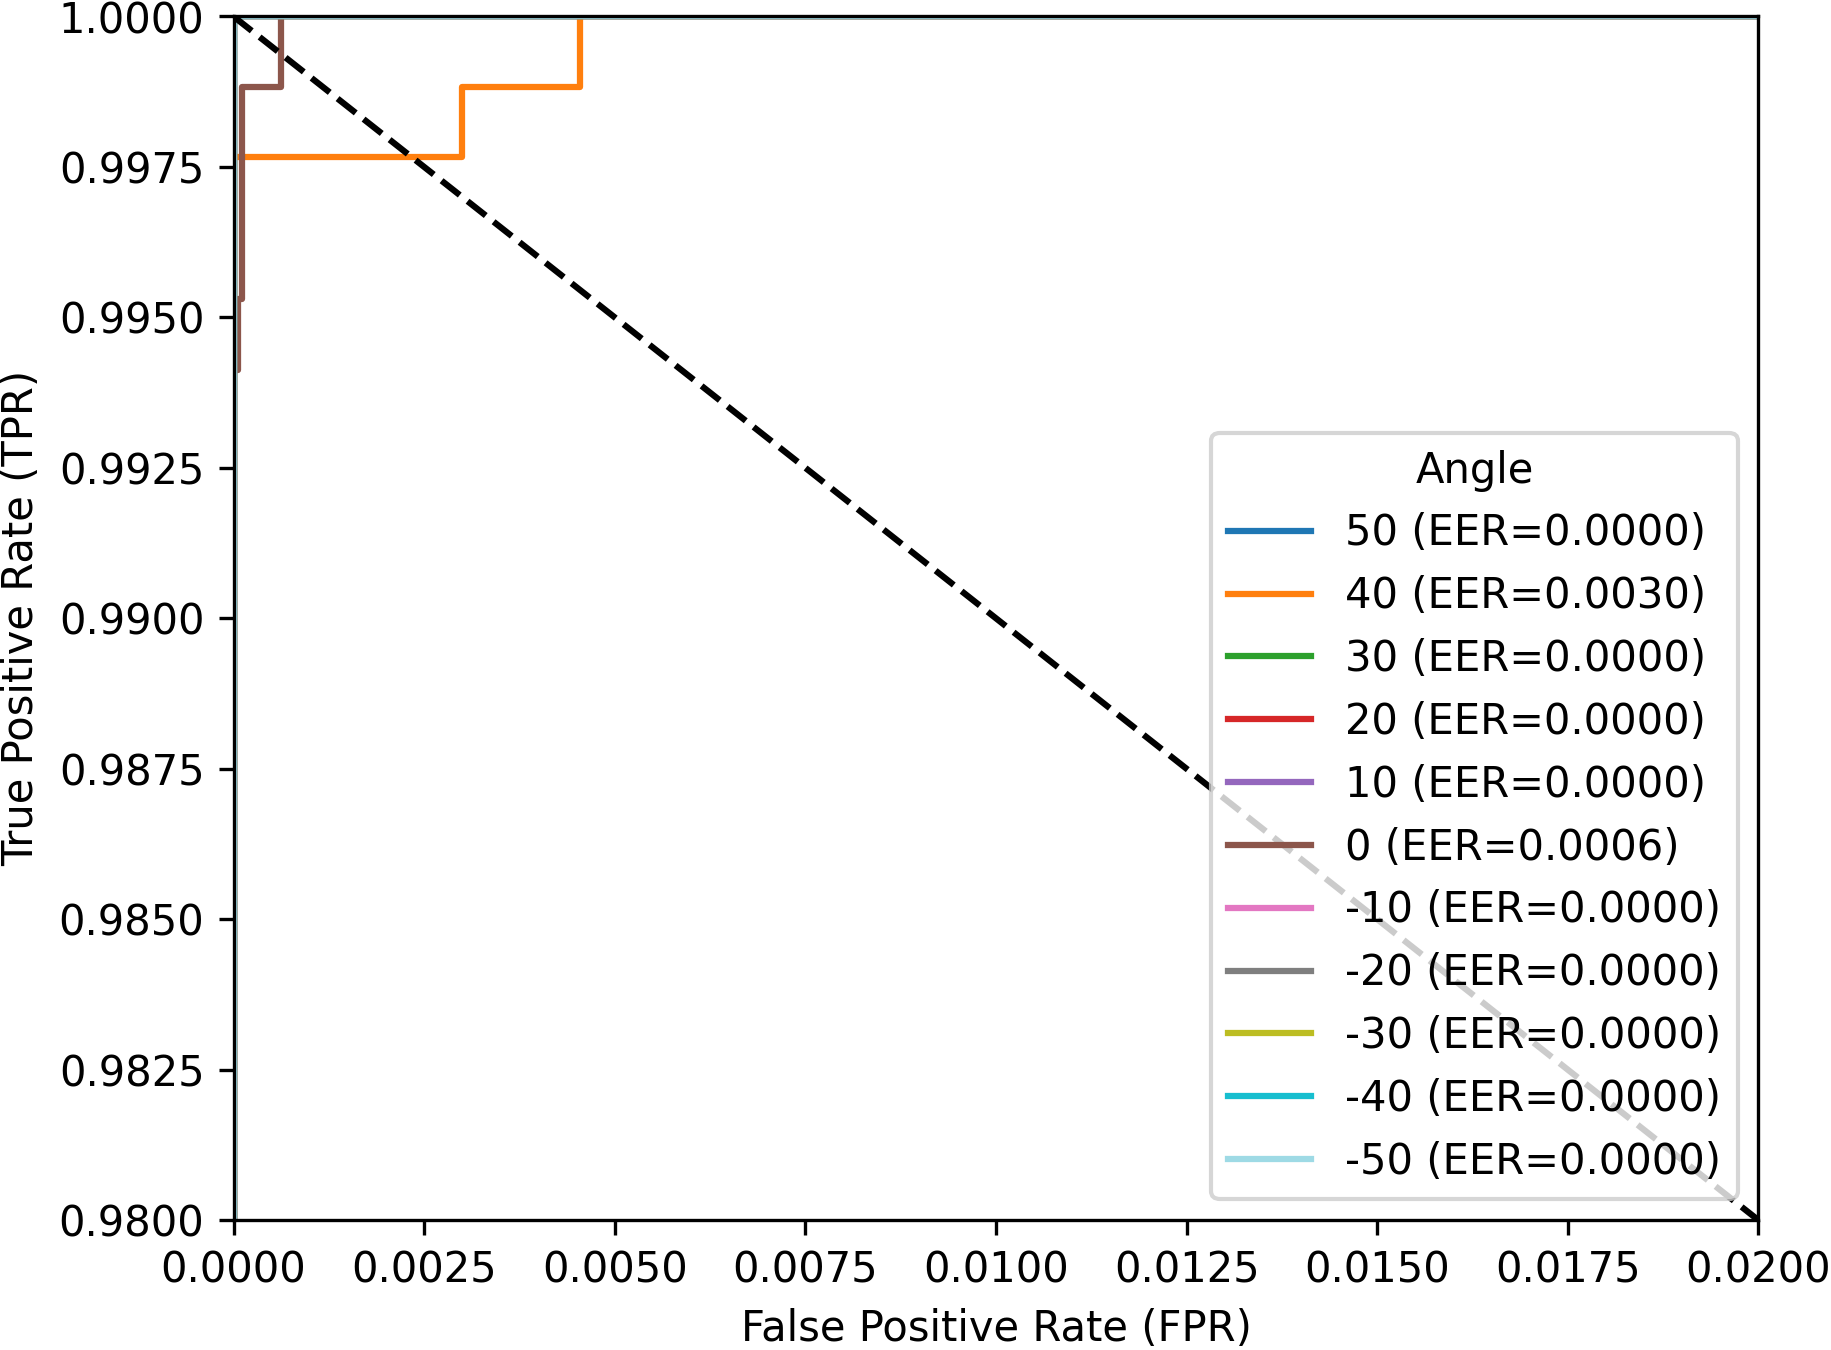 1.0000
0.9975
0.9950
0.9925
0.9900
0.9875
0.9850
0.9825
0.9800
True Positive Rate (TPR)
Angle
50 (EER=0.0000)
40 (EER=0.0030)
30 (EER=0.0000)
20 (EER=0.0000)
10 (EER=0.0000)
0 (EER=0.0006)
-10 (EER=0.0000)
-20 (EER=0.0000)
-30 (EER=0.0000)
-40 (EER=0.0000)
-50 (EER=0.0000)
0.0000 0.0025 0.0050 0.0075 0.0100 0.0125 0.0150 0.0175 0.0200
False Positive Rate (FPR)